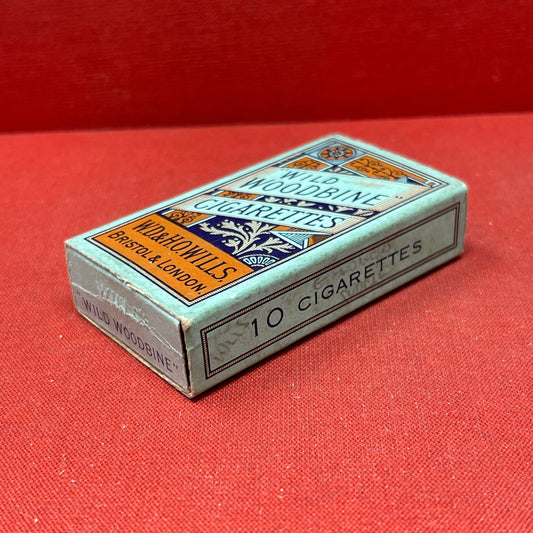 "WILD
WOODBINE"
CIGARETTES
W.D.& H.O.WILLS,
BRISTOL & LONDON.
10 CIGARETTES
"WILD WOODBINE"